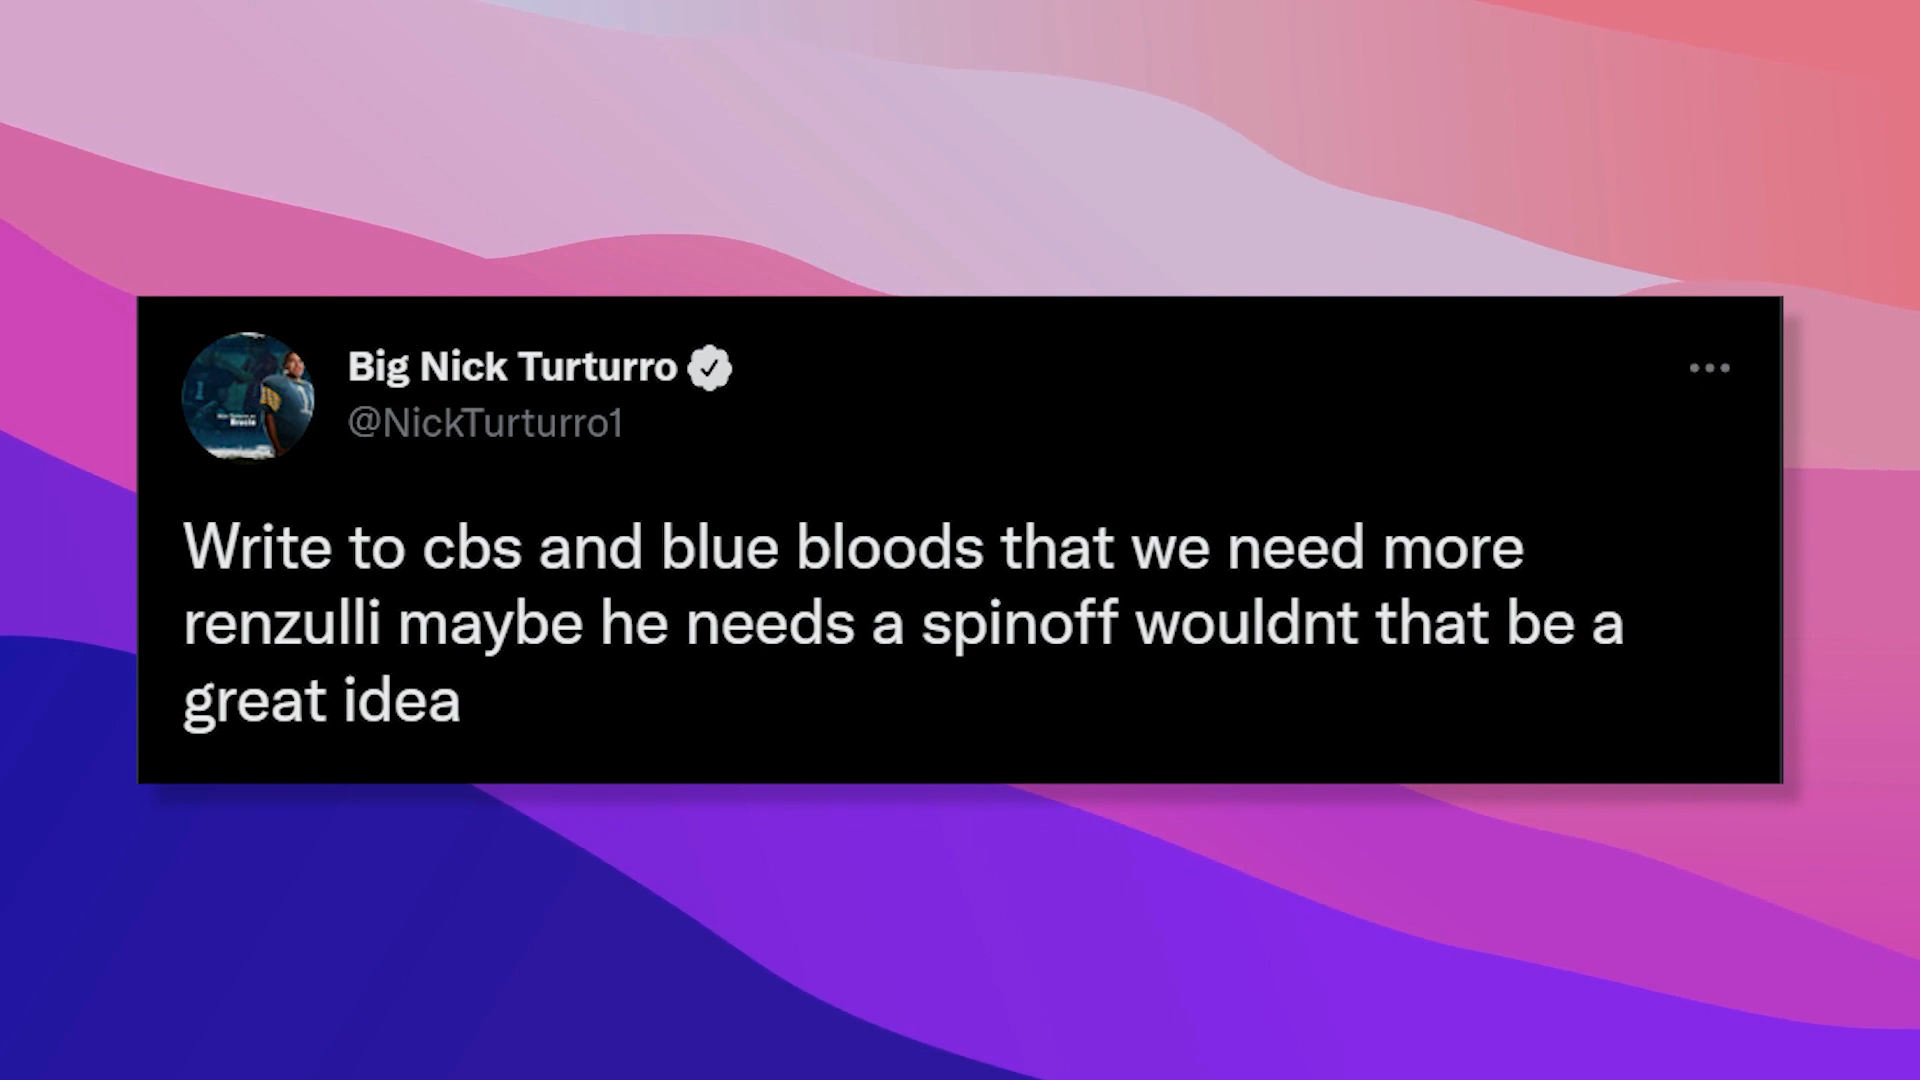 Big Nick Turturro
@NickTurturro1
Write to cbs and blue bloods that we need more
renzulli maybe he needs a spinoff wouldnt that be a
great idea